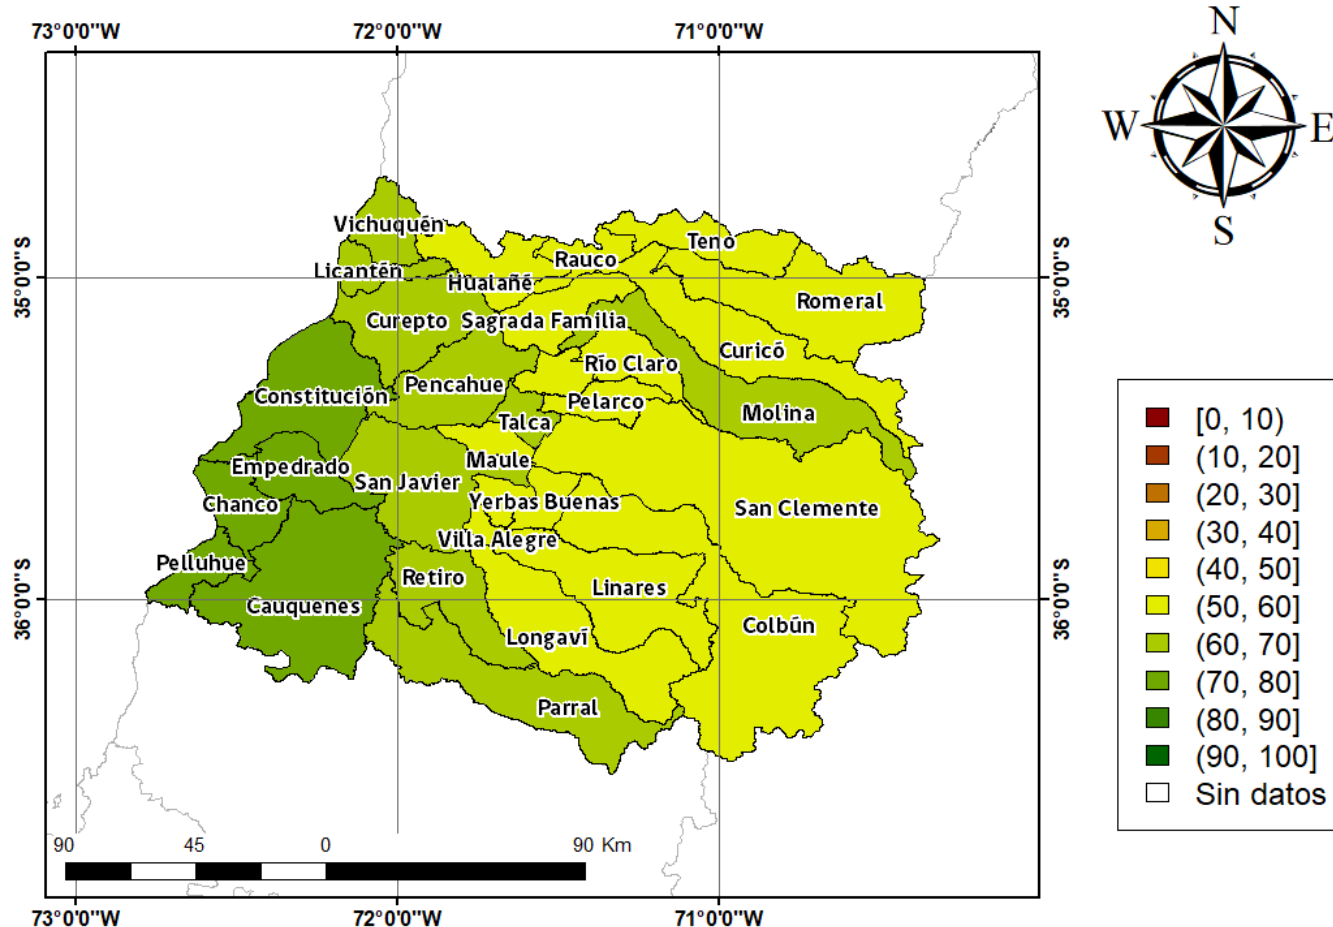 73°0'0"W 72°0'0"W 71°0'0"W
N
W E
S
35°0'0"S
35°0'0"S
36°0'0"S
36°0'0"S
Vichuquén
Teno
Rauco
Licantén
Hualañé
Romeral
Curepto
Sagrada Familia
Curicó
Río Claro
Pencahue
Constitución
Pelarco
Molina
Talca
Maule
Empedrado
San Javier
Yerbas Buenas
Chanco
San Clemente
Villa Alegre
Pelluhue
Retiro
Linares
Cauquenes
Colbún
Longaví
Parral
[0, 10)
(10, 20]
(20, 30]
(30, 40]
(40, 50]
(50, 60]
(60, 70]
(70, 80]
(80, 90]
(90, 100]
Sin datos
90 45 0 90 Km
73°0'0"W 72°0'0"W 71°0'0"W